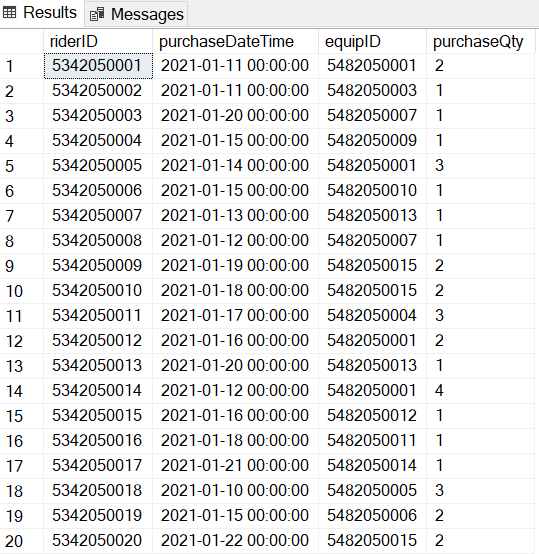 Results Messages
riderID purchaseDateTime equipID purchaseQty
1 5342050001 2021-01-11 00:00:00 5482050001 2
2 5342050002 2021-01-11 00:00:00 5482050003 1
3 5342050003 2021-01-20 00:00:00 5482050007 1
4 5342050004 2021-01-15 00:00:00 5482050009 1
5 5342050005 2021-01-14 00:00:00 5482050001 3
6 5342050006 2021-01-15 00:00:00 5482050010 1
7 5342050007 2021-01-13 00:00:00 5482050013 1
8 5342050008 2021-01-12 00:00:00 5482050007 1
9 5342050009 2021-01-19 00:00:00 5482050015 2
10 5342050010 2021-01-18 00:00:00 5482050015 2
11 5342050011 2021-01-17 00:00:00 5482050004 3
12 5342050012 2021-01-16 00:00:00 5482050001 2
13 5342050013 2021-01-20 00:00:00 5482050013 1
14 5342050014 2021-01-12 00:00:00 5482050001 4
15 5342050015 2021-01-16 00:00:00 5482050012 1
16 5342050016 2021-01-18 00:00:00 5482050011 1
17 5342050017 2021-01-21 00:00:00 5482050014 1
18 5342050018 2021-01-10 00:00:00 5482050005 3
19 5342050019 2021-01-15 00:00:00 5482050006 2
20 5342050020 2021-01-22 00:00:00 5482050015 2